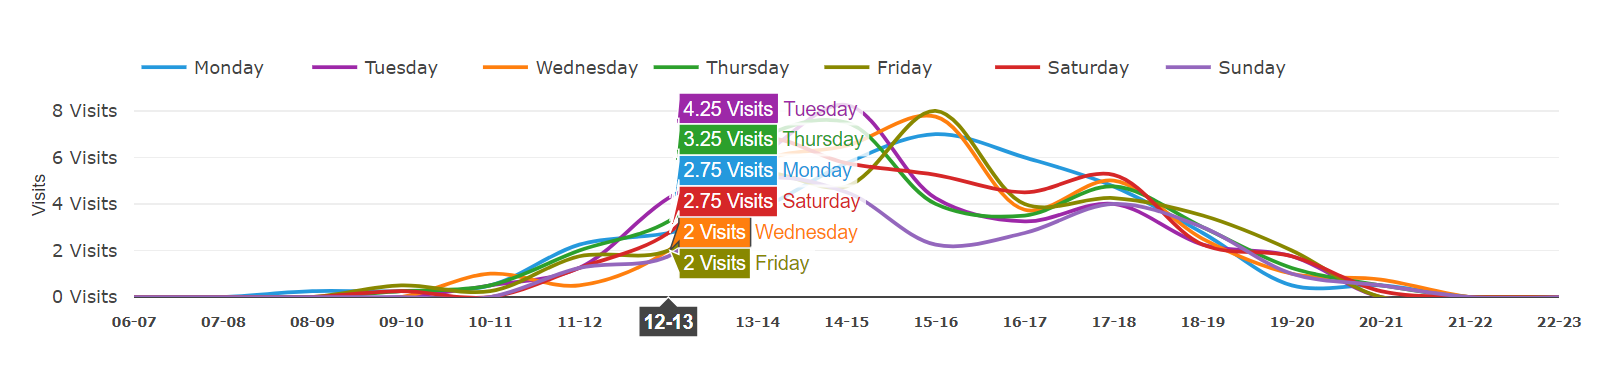 Monday Tuesday Wednesday Thursday Friday Saturday Sunday
Visits
8 Visits
6 Visits
4 Visits
2 Visits
0 Visits
4.25 Visits Tuesday
3.25 Visits Thursday
2.75 Visits Monday
2.75 Visits Saturday
2 Visits Wednesday
2 Visits Friday
06-07 07-08 08-09 09-10 10-11 11-12 12-13 13-14 14-15 15-16 16-17 17-18 18-19 19-20 20-21 21-22 22-23